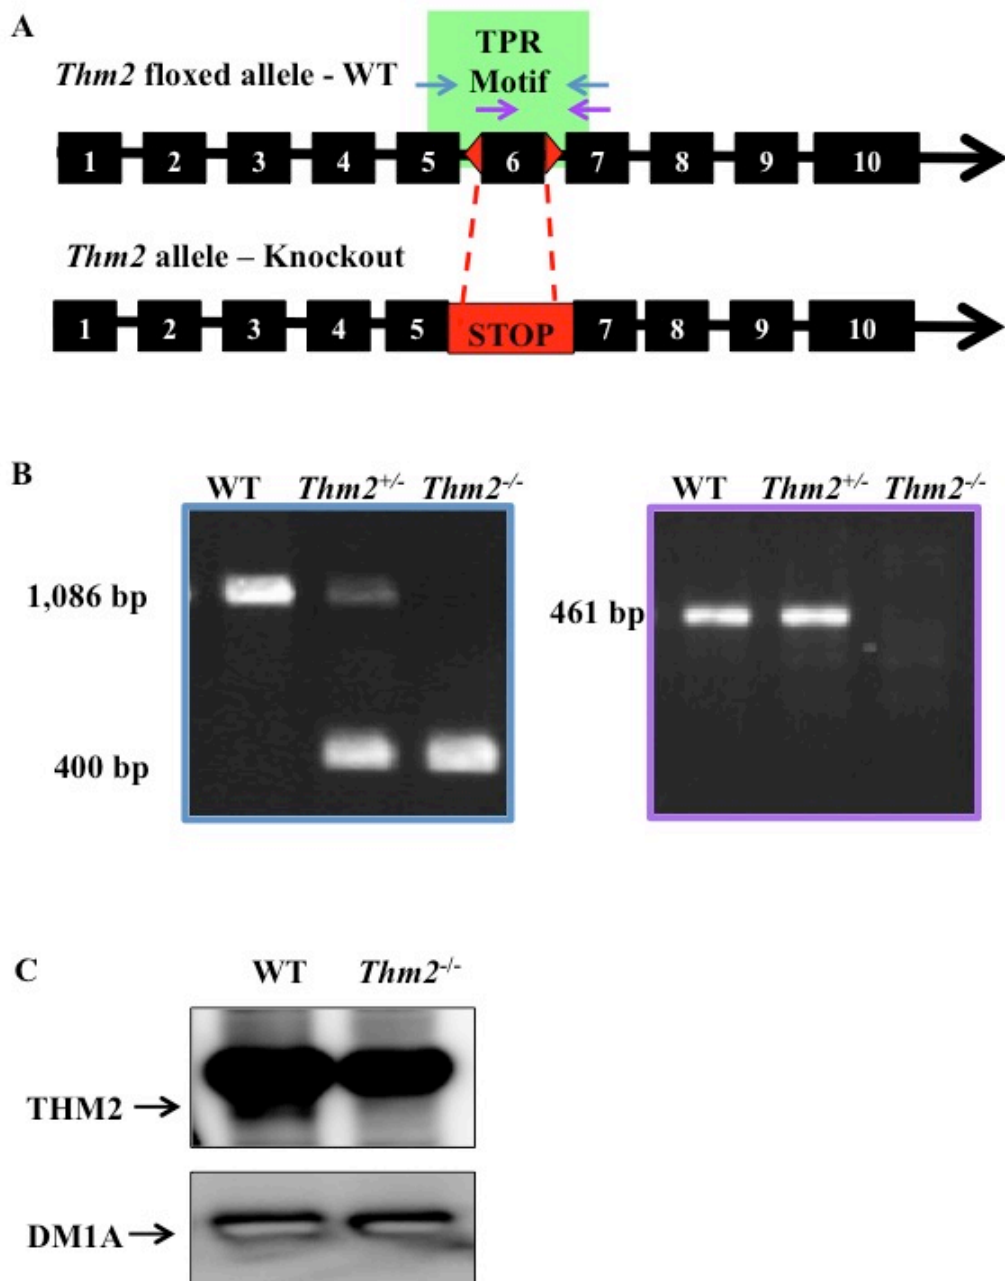 A
TPR
Thm2 floxed allele - WT Motif
1 2 3 4 5 6 7 8 9 10
Thm2 allele – Knockout
1 2 3 4 5 STOP 7 8 9 10
B
WT Thm2+/- Thm2-/-
1,086 bp
400 bp
WT Thm2+/- Thm2-/-
461 bp
C
WT Thm2-/-
THM2
DM1A